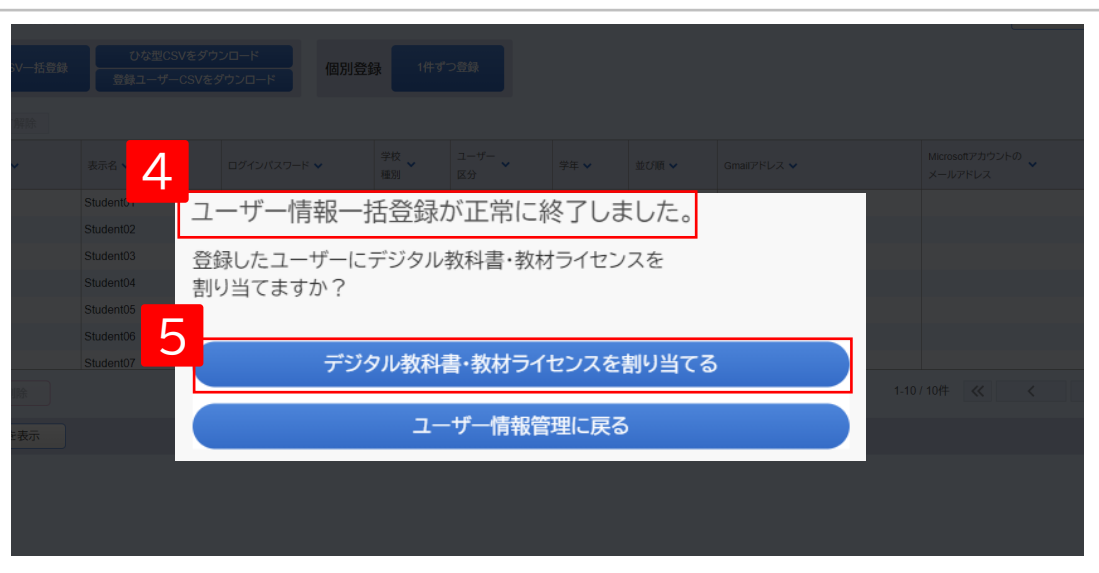 SV一括登録
ひな型CSVをダウンロード
登録ユーザーCSVをダウンロード
個別登録
1件ずつ登録
表示名
ログインパスワード
学校
種別
ユーザー
区分
学年
並び順
Gmailアドレス
Microsoftアカウントの
メールアドレス
4
Student01
Student02
Student03
Student04
Student05
Student06
Student07
ユーザー情報一括登録が正常に終了しました。
登録したユーザーにデジタル教科書・教材ライセンスを
割り当てますか？
5
デジタル教科書・教材ライセンスを割り当てる
ユーザー情報管理に戻る
1-10 / 10件
を表示